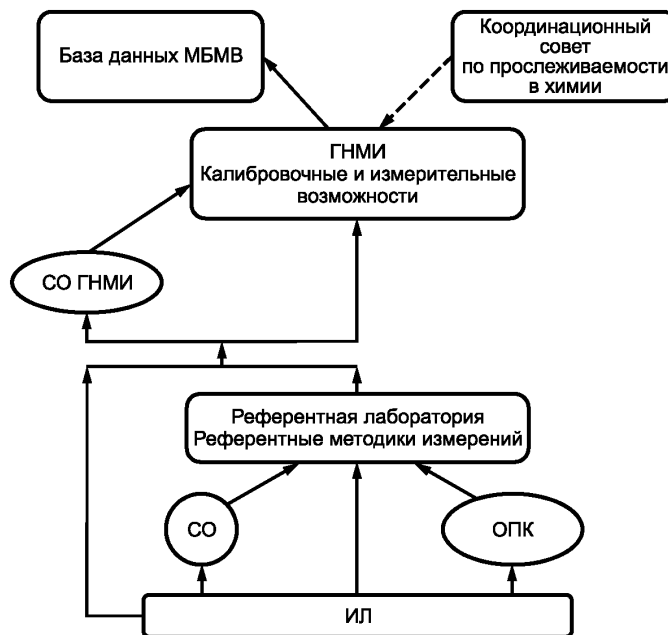 База данных МБМВ
Координационный
совет
по прослеживаемости
в химии
ГНМИ
Калибровочные и измерительные
возможности
СО ГНМИ
Референтная лаборатория
Референтные методики измерений
СО
ОПК
ИЛ